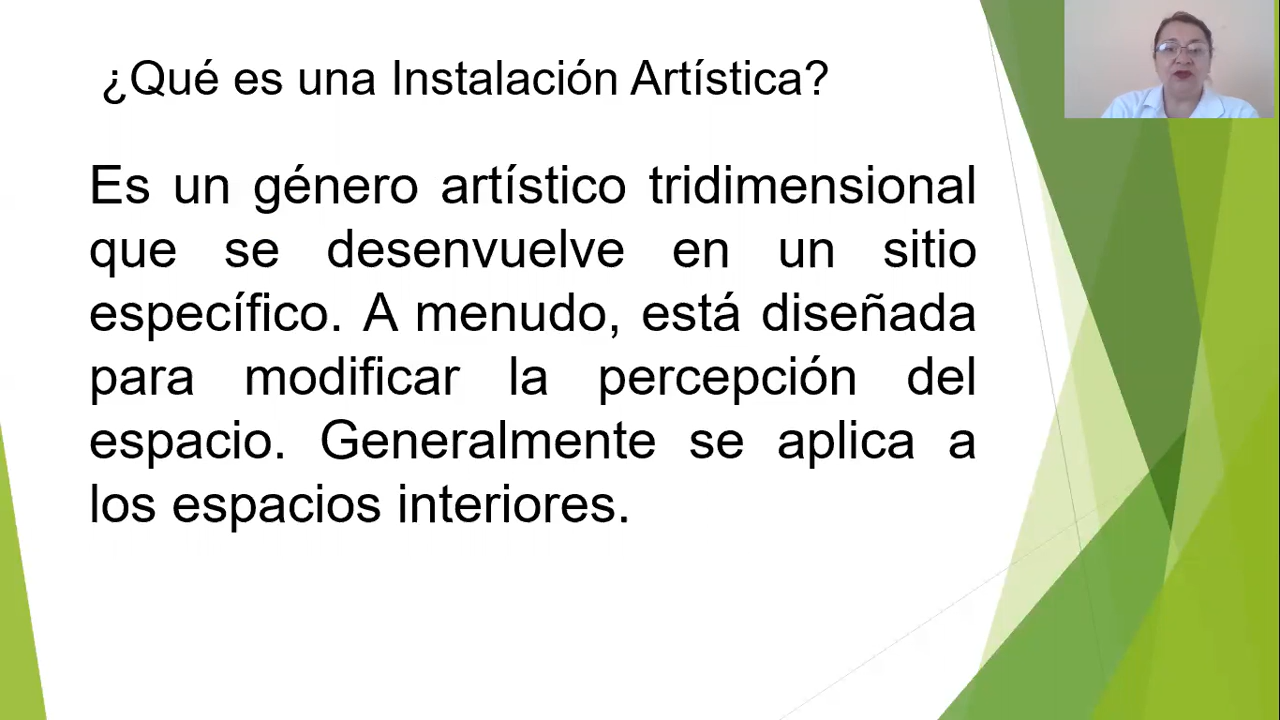 ¿Qué es una Instalación Artística?
Es un género artístico tridimensional
que se desenvuelve en un sitio
específico. A menudo, está diseñada
para modificar la percepción del
espacio. Generalmente se aplica a
los espacios interiores.